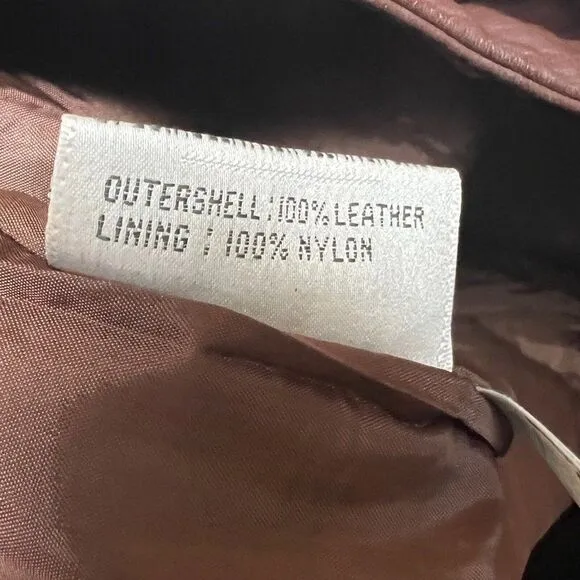 OUTERSHELL : 100% LEATHER
LINING : 100% NYLON